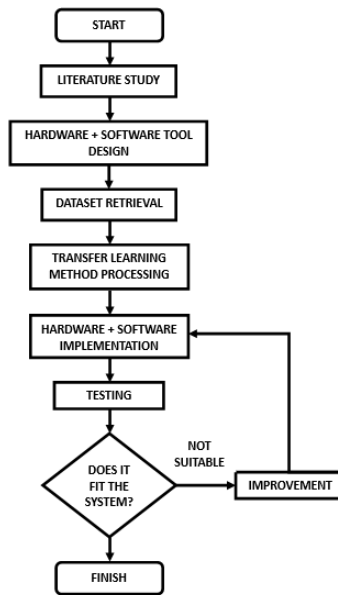 START
LITERATURE STUDY
HARDWARE + SOFTWARE TOOL
DESIGN
DATASET RETRIEVAL
TRANSFER LEARNING
METHOD PROCESSING
HARDWARE + SOFTWARE
IMPLEMENTATION
TESTING
DOES IT
FIT THE
SYSTEM?
NOT
SUITABLE
IMPROVEMENT
FINISH